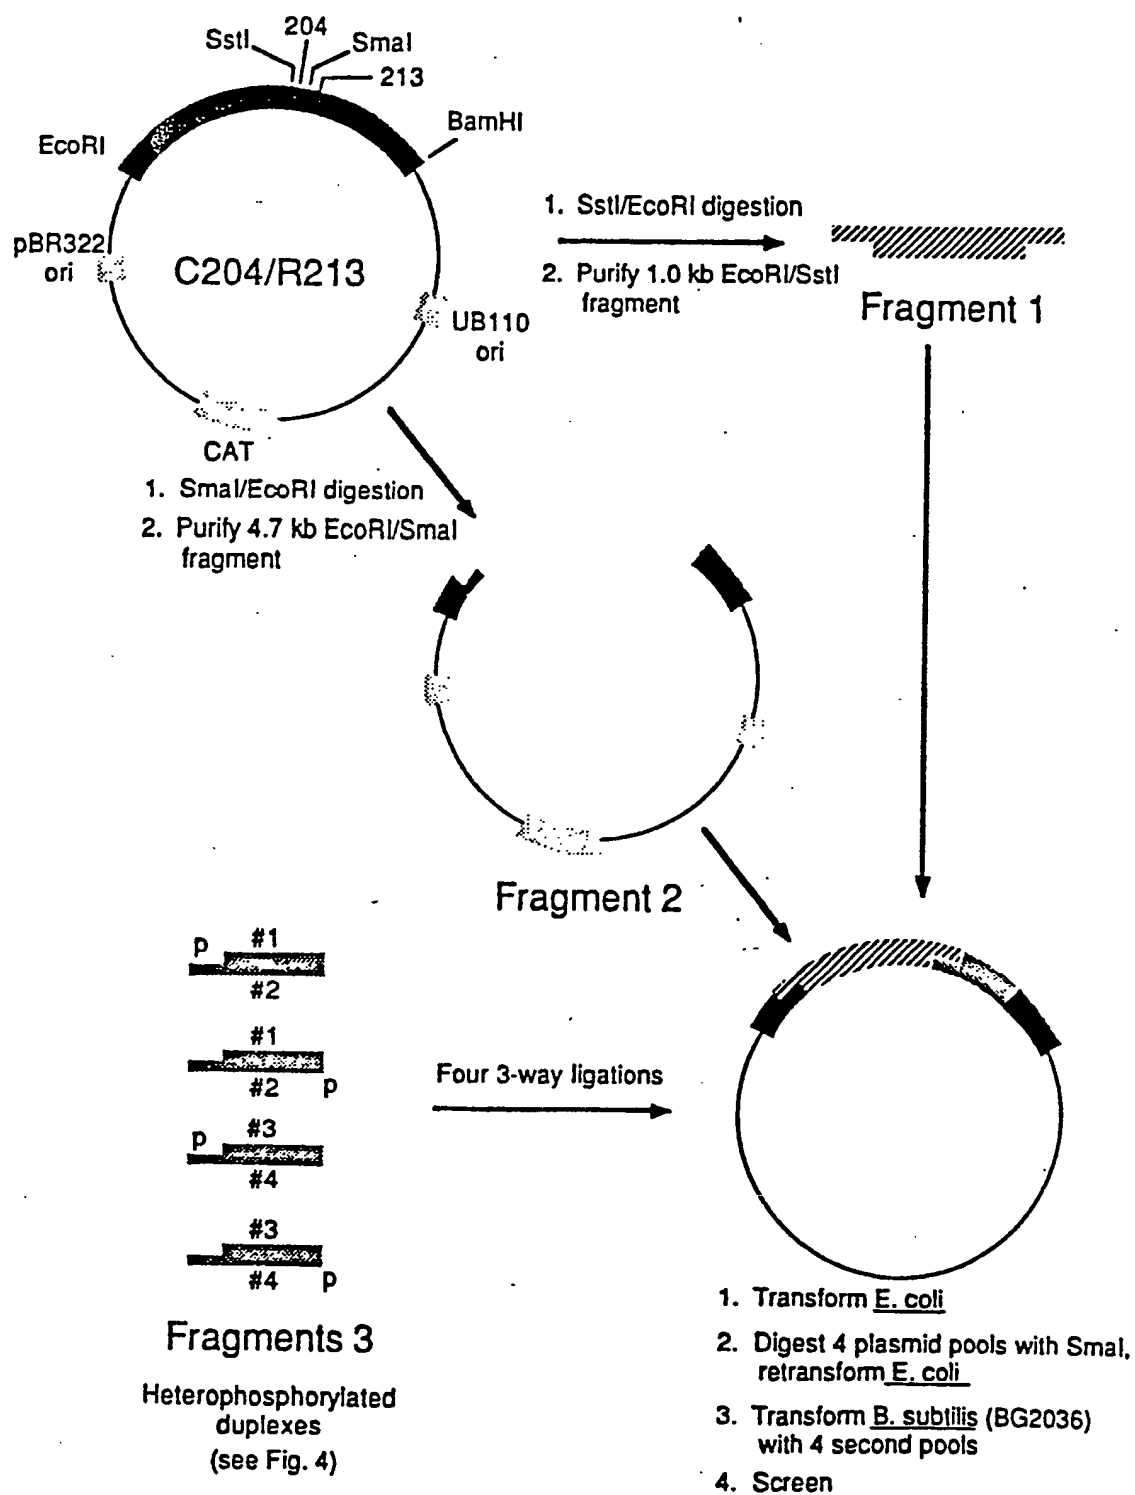 SstI
204
SmaI
213
EcoRI
BamHI
pBR322
ori
C204/R213
UB110
ori
CAT
1. SstI/EcoRI digestion
2. Purify 1.0 kb EcoRI/SstI
fragment
Fragment 1
1. SmaI/EcoRI digestion
2. Purify 4.7 kb EcoRI/SmaI
fragment
Fragment 2
p #1
#2
#1
#2 p
p #3
#4
#3
#4 p
Fragments 3
Heterophosphorylated
duplexes
(see Fig. 4)
Four 3-way ligations
1. Transform E. coli
2. Digest 4 plasmid pools with SmaI,
retransform E. coli
3. Transform B. subtilis (BG2036)
with 4 second pools
4. Screen